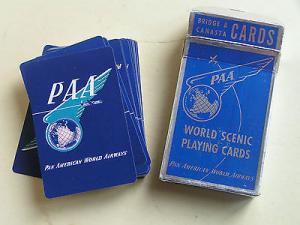 PAA
PAN AMERICAN WORLD AIRWAYS
BRIDGE &
CANASTA CARDS
PAA
WORLD SCENIC
PLAYING CARDS
PAN AMERICAN WORLD AIRWAYS